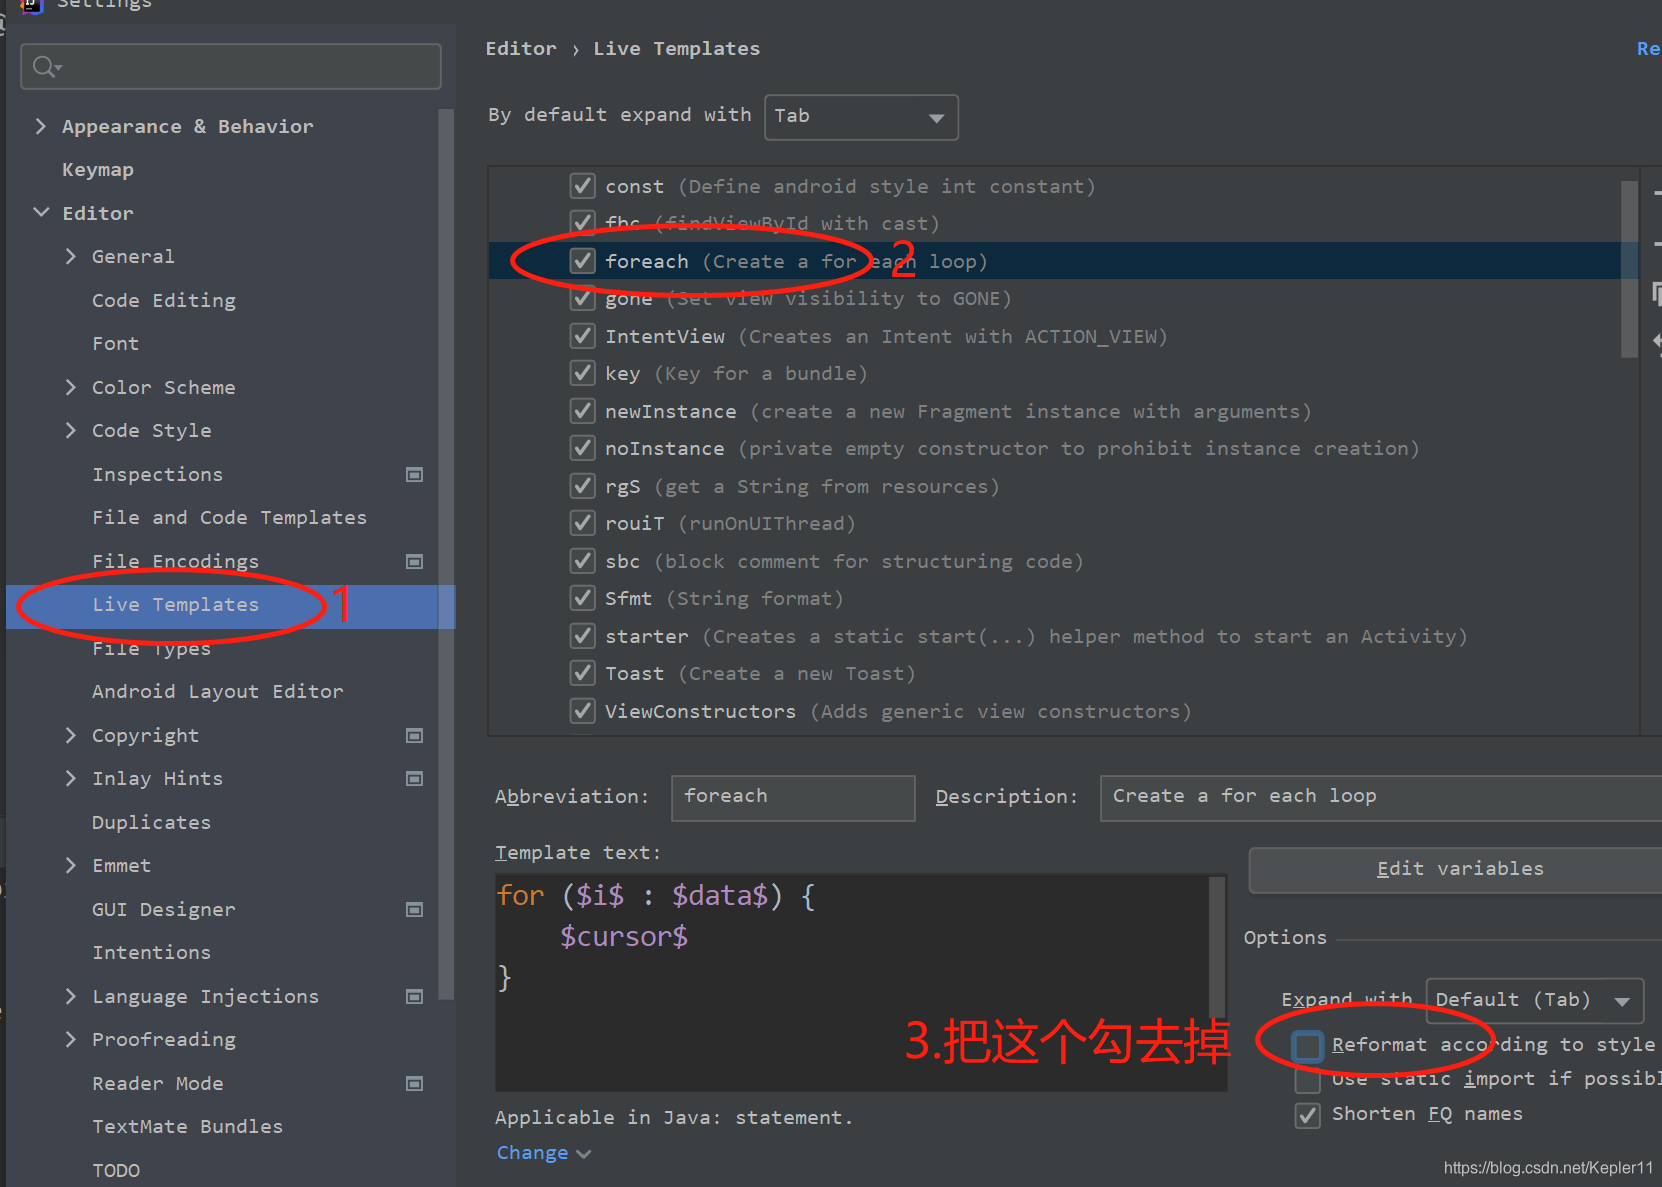 Settings
Editor › Live Templates
Re
By default expand with
Tab
Appearance & Behavior
Keymap
Editor
General
Code Editing
Font
Color Scheme
Code Style
Inspections
File and Code Templates
File Encodings
Live Templates
1
File Types
Android Layout Editor
Copyright
Inlay Hints
Duplicates
Emmet
GUI Designer
Intentions
Language Injections
Proofreading
Reader Mode
TextMate Bundles
TODO
const (Define android style int constant)
fbc (findViewById with cast)
foreach (Create a for each loop)
2
gone (Set view visibility to GONE)
IntentView (Creates an Intent with ACTION_VIEW)
key (Key for a bundle)
newInstance (create a new Fragment instance with arguments)
noInstance (private empty constructor to prohibit instance creation)
rgS (get a String from resources)
rouiT (runOnUIThread)
sbc (block comment for structuring code)
Sfmt (String format)
starter (Creates a static start(...) helper method to start an Activity)
Toast (Create a new Toast)
ViewConstructors (Adds generic view constructors)
Abbreviation:
foreach
Description:
Create a for each loop
Template text:
for ($i$ : $data$) {
$cursor$
}
Edit variables
Options
Expand with
Default (Tab)
3.把这个勾去掉
Reformat according to style
Use static import if possibl
Shorten FQ names
Applicable in Java: statement.
Change
https://blog.csdn.net/Kepler11